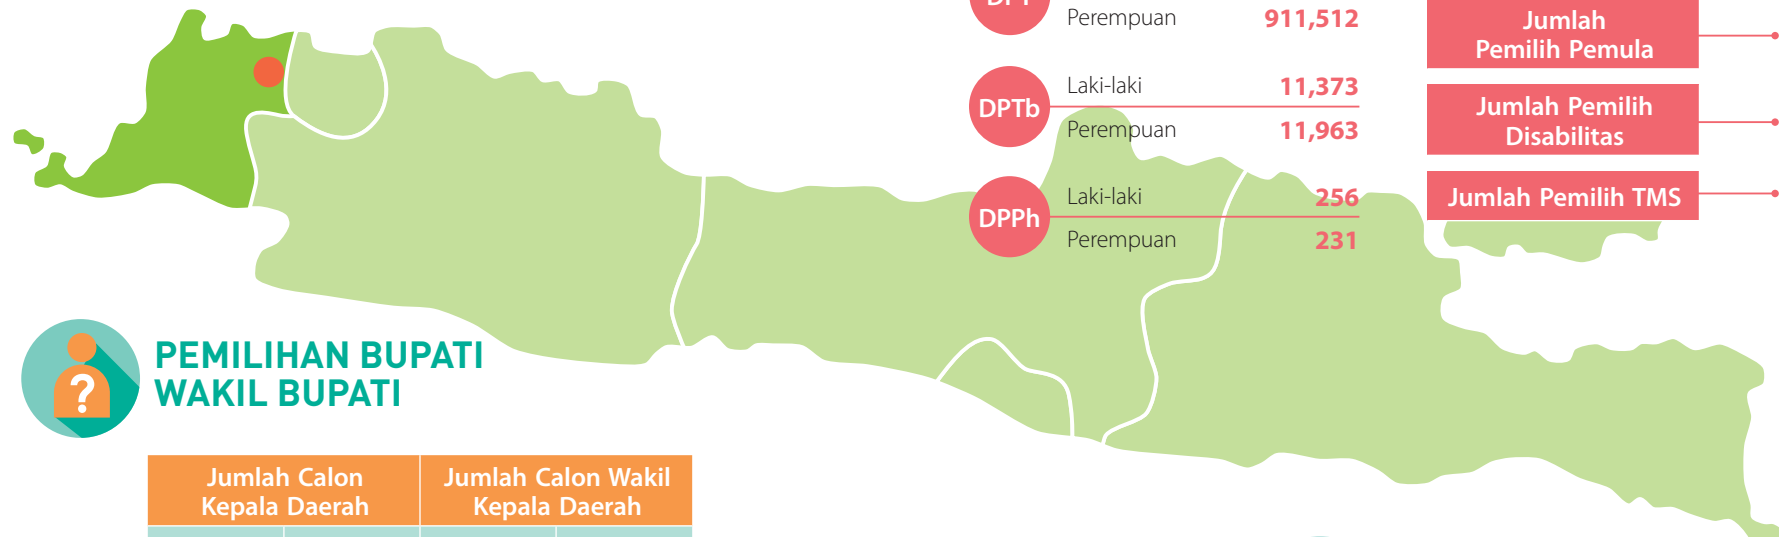 Perempuan 911,512
DPTb
Laki-laki 11,373
Perempuan 11,963
DPPh
Laki-laki 256
Perempuan 231
Jumlah
Pemilih Pemula
Jumlah Pemilih
Disabilitas
Jumlah Pemilih TMS
PEMILIHAN BUPATI
WAKIL BUPATI
Jumlah Calon
Kepala Daerah
Jumlah Calon Wakil
Kepala Daerah